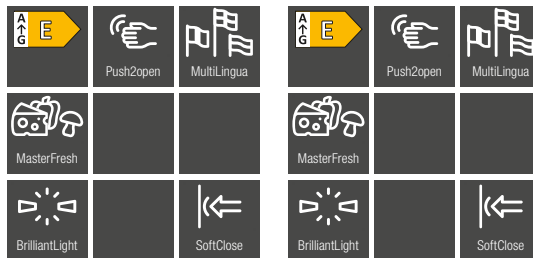 A
G
E
Push2open
MultiLingua
A
G
E
Push2open
MultiLingua
MasterFresh
MasterFresh
BrilliantLight
SoftClose
BrilliantLight
SoftClose